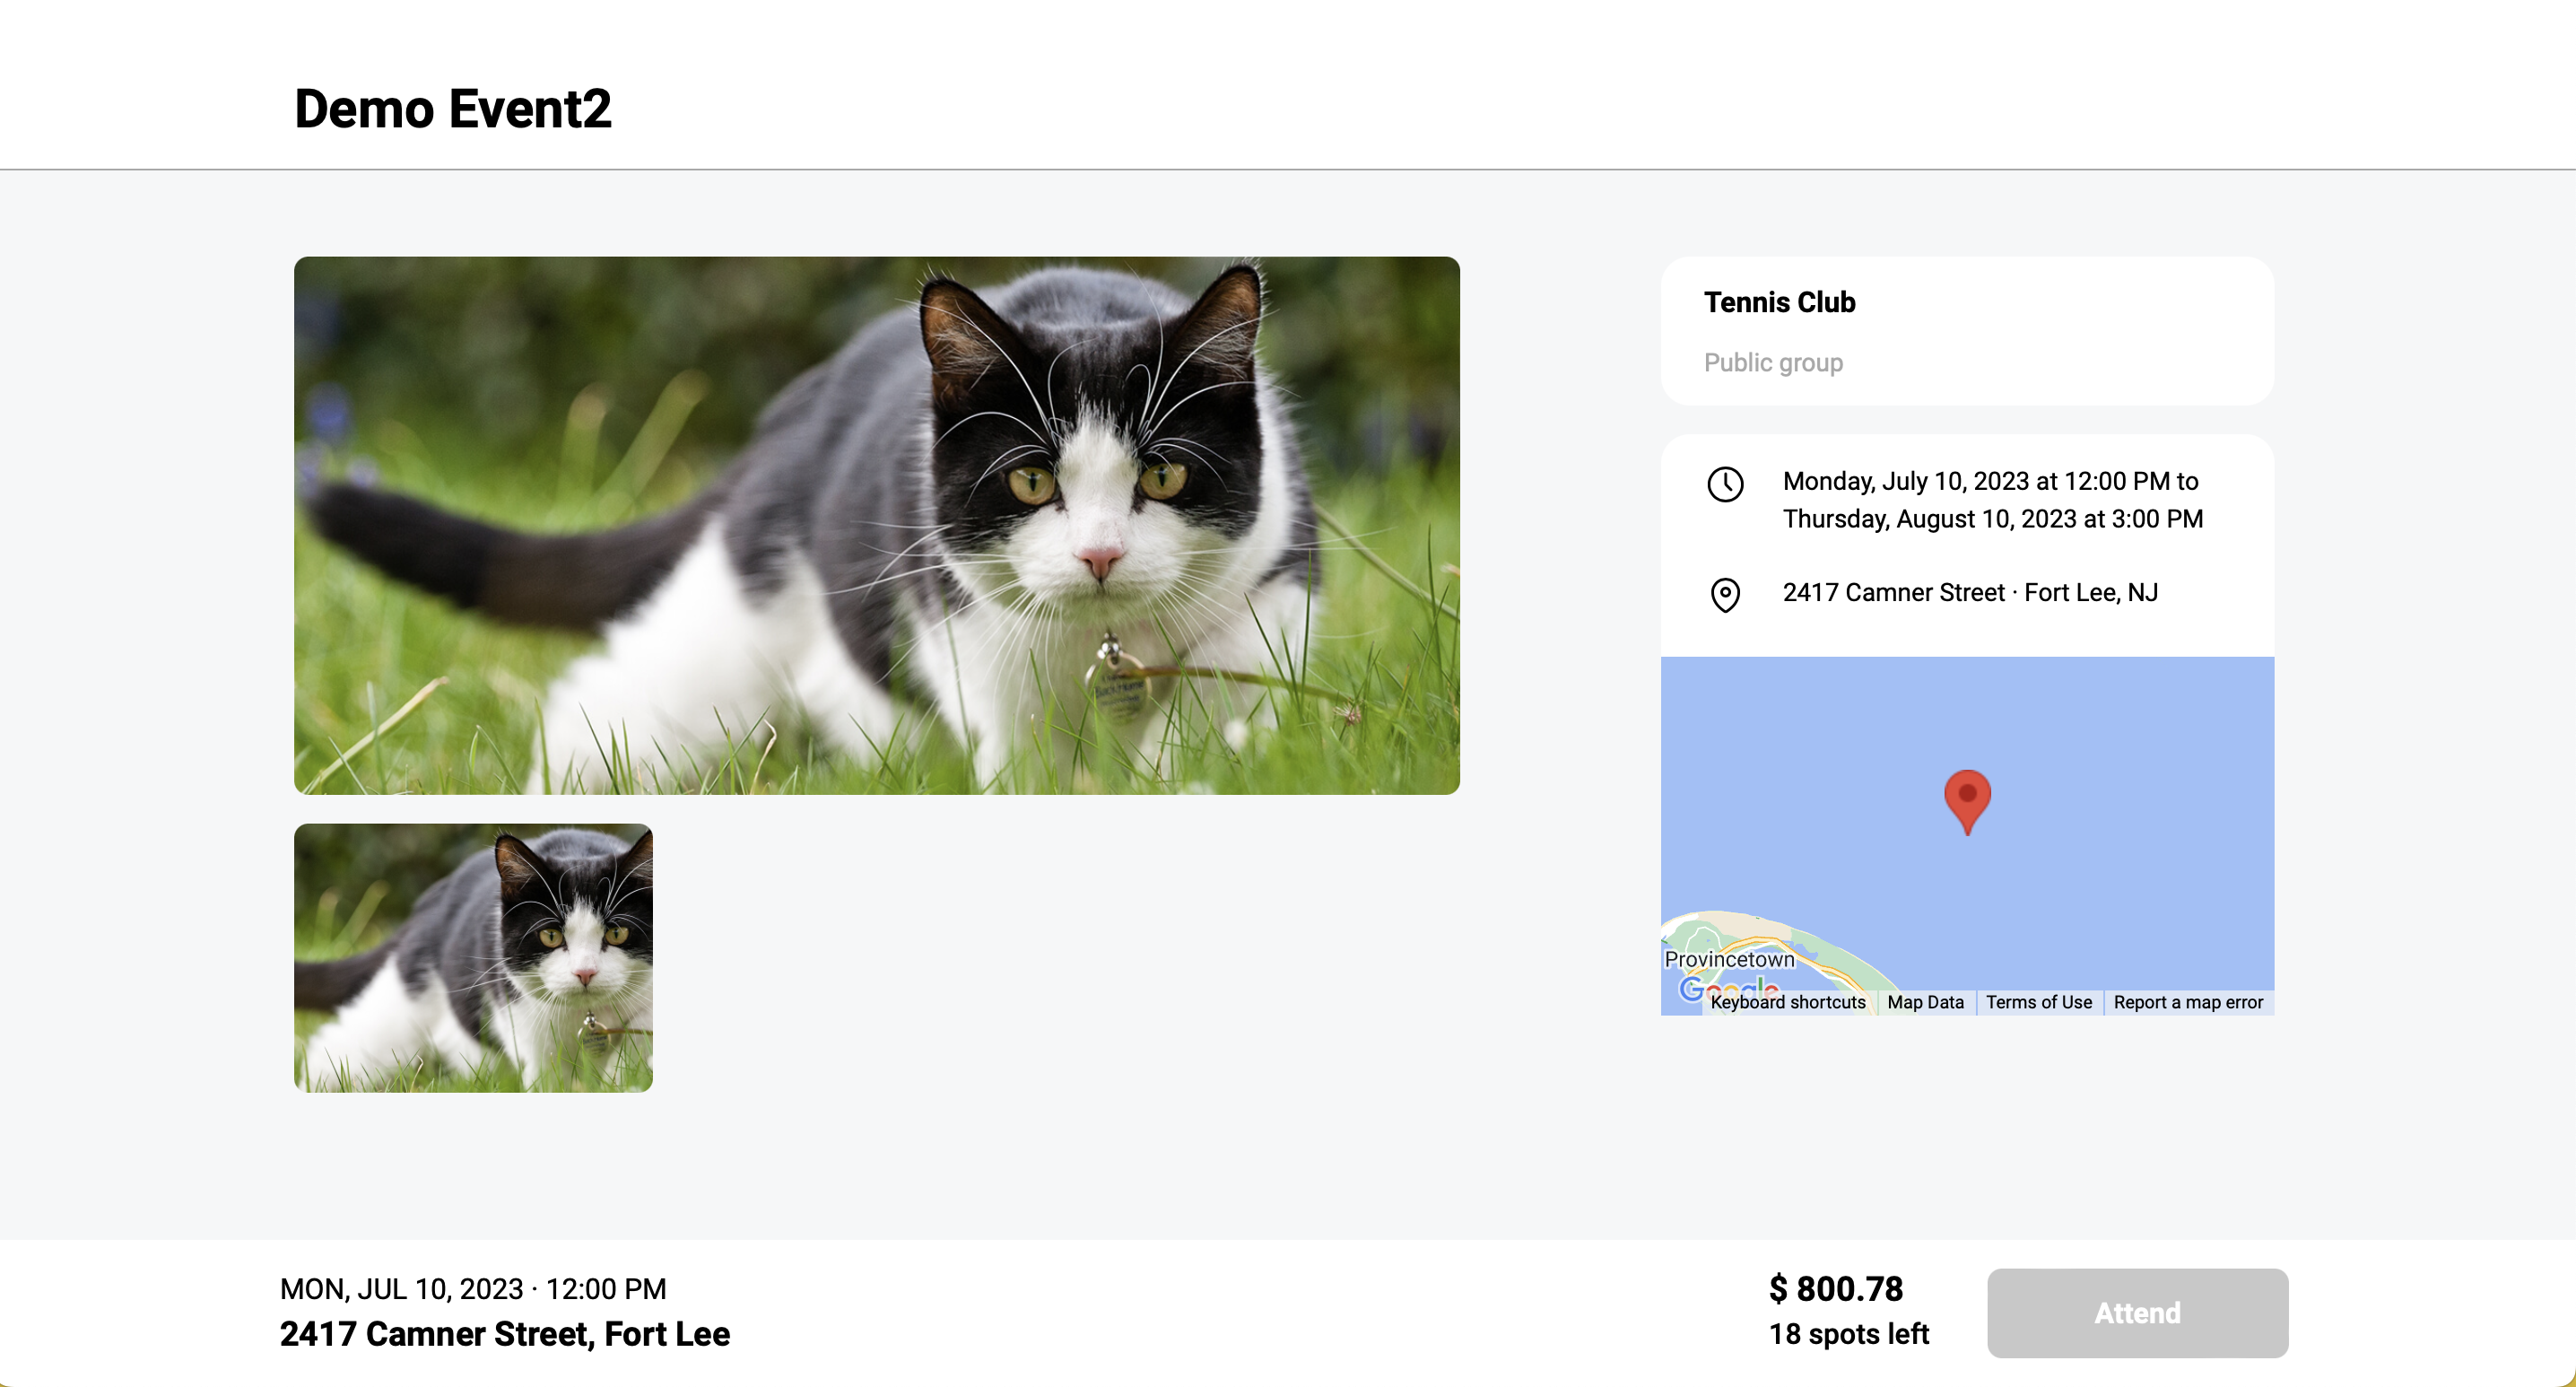 Demo Event2
Tennis Club
Public group
Monday, July 10, 2023 at 12:00 PM to
Thursday, August 10, 2023 at 3:00 PM
2417 Camner Street · Fort Lee, NJ
Provincetown
Google
Keyboard shortcuts
Map Data
Terms of Use
Report a map error
MON, JUL 10, 2023 · 12:00 PM
2417 Camner Street, Fort Lee
$ 800.78
18 spots left
Attend